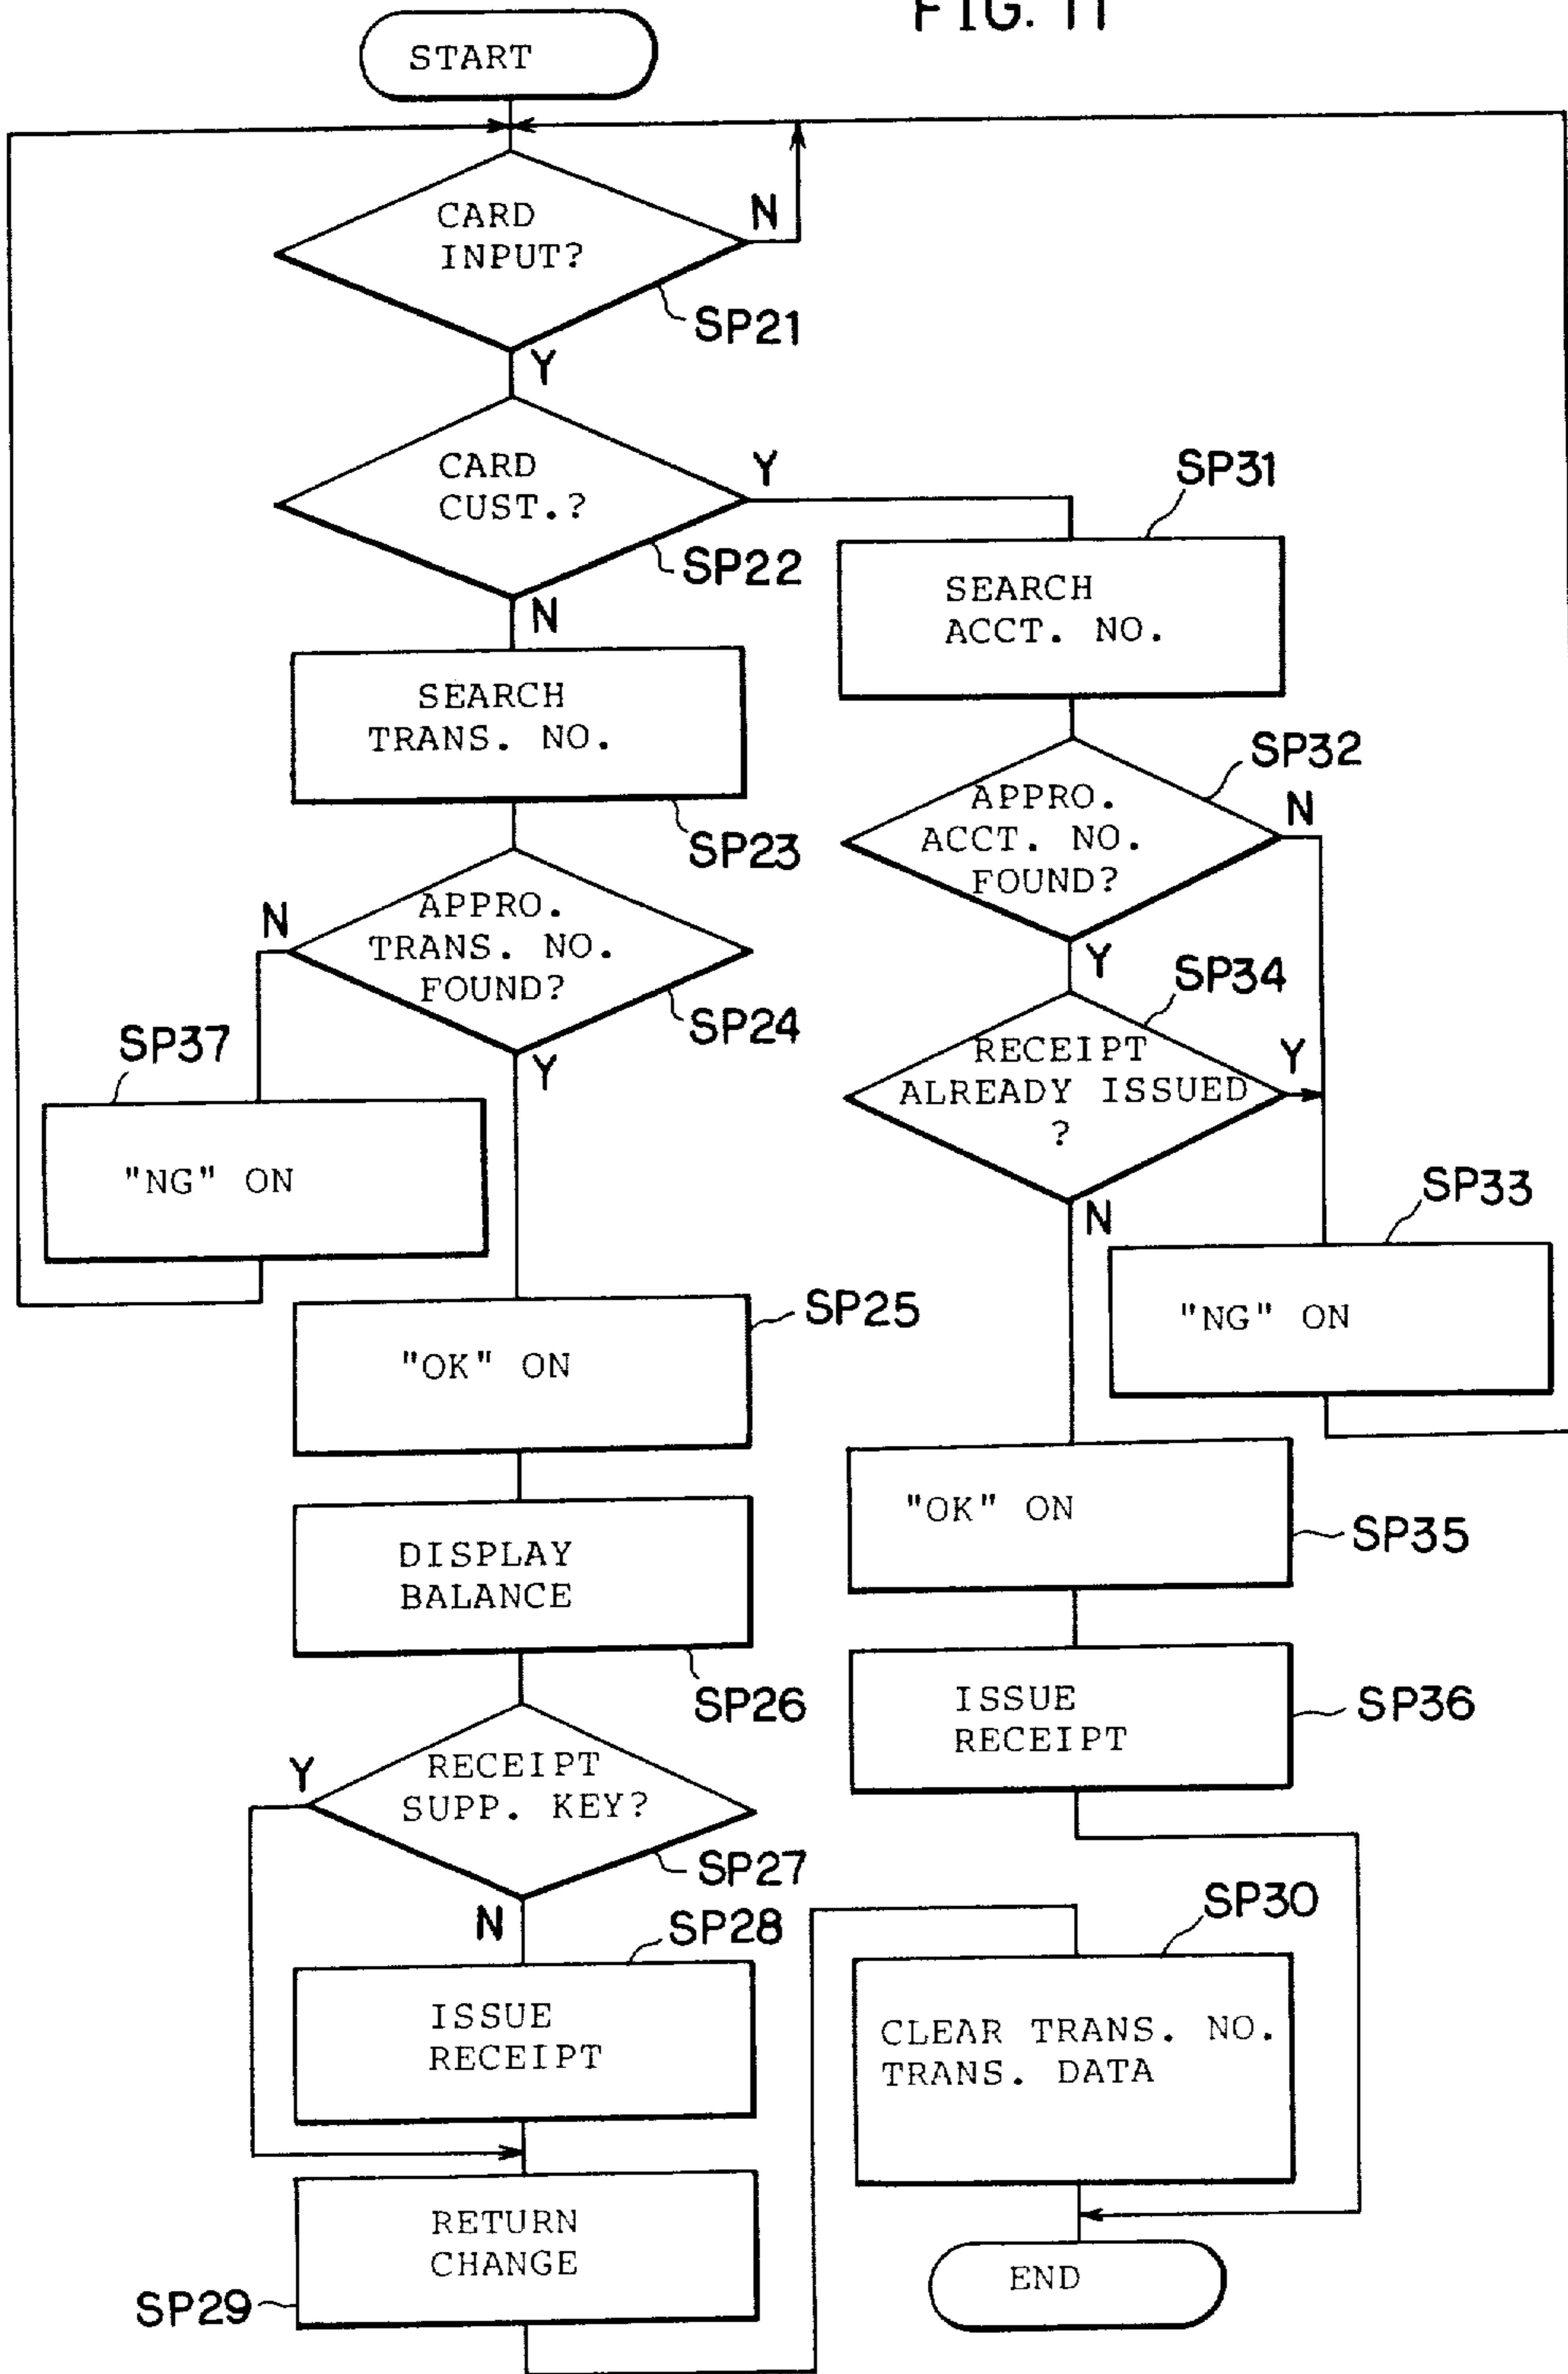 FIG. 11
START
CARD
INPUT?
N
SP21
Y
CARD
CUST.?
Y
SP22
N
SP31
SEARCH
ACCT. NO.
SEARCH
TRANS. NO.
SP23
SP32
APPRO.
ACCT. NO.
FOUND?
N
Y
APPRO.
TRANS. NO.
FOUND?
N
SP24
Y
SP34
RECEIPT
ALREADY ISSUED
?
Y
N
SP37
"NG" ON
SP33
"NG" ON
SP25
"OK" ON
"OK" ON
SP35
DISPLAY
BALANCE
SP26
ISSUE
RECEIPT
SP36
Y
RECEIPT
SUPP. KEY?
SP27
N
SP28
ISSUE
RECEIPT
SP30
CLEAR TRANS. NO.
TRANS. DATA
RETURN
CHANGE
SP29
END